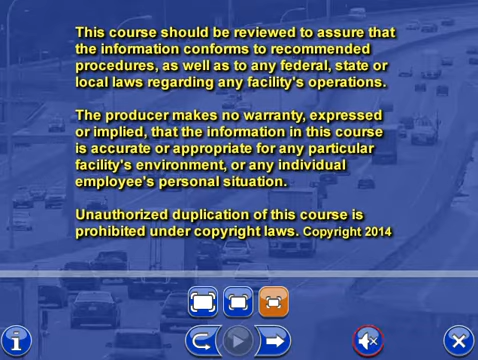 This course should be reviewed to assure that
the information conforms to recommended
procedures, as well as to any federal, state or
local laws regarding any facility's operations.
The producer makes no warranty, expressed
or implied, that the information in this course
is accurate or appropriate for any particular
facility's environment, or any individual
employee's personal situation.
Unauthorized duplication of this course is
prohibited under copyright laws. Copyright 2014